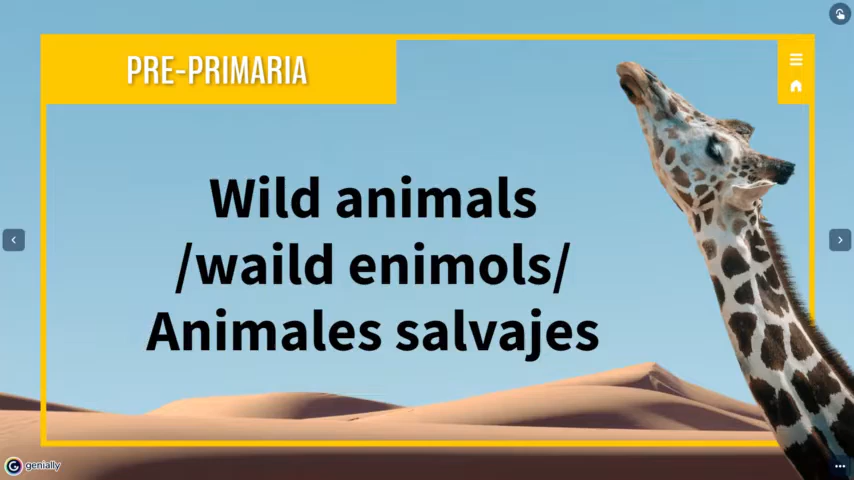 PRE-PRIMARIA
Wild animals
/waild enimols/
Animales salvajes
genially